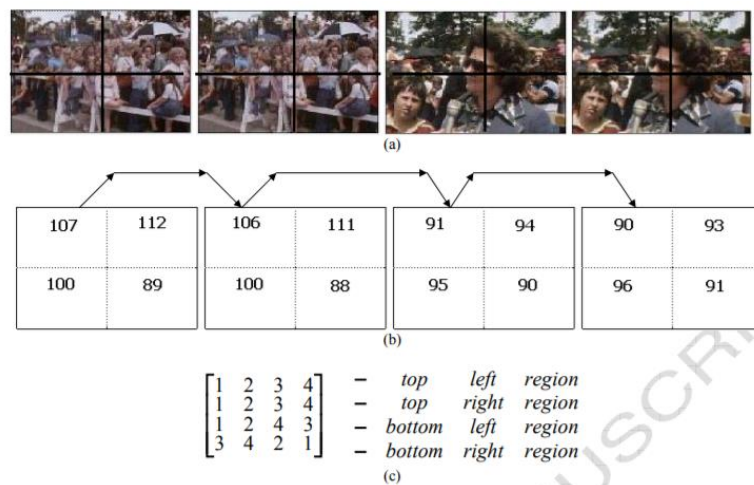 (a)
107 112 106 111 91 94 90 93
100 89 100 88 95 90 96 91
(b)
[1 2 3 4] – top left region
[1 2 3 4] – top right region
[1 2 4 3] – bottom left region
[3 4 2 1] – bottom right region
(c)
USCRI